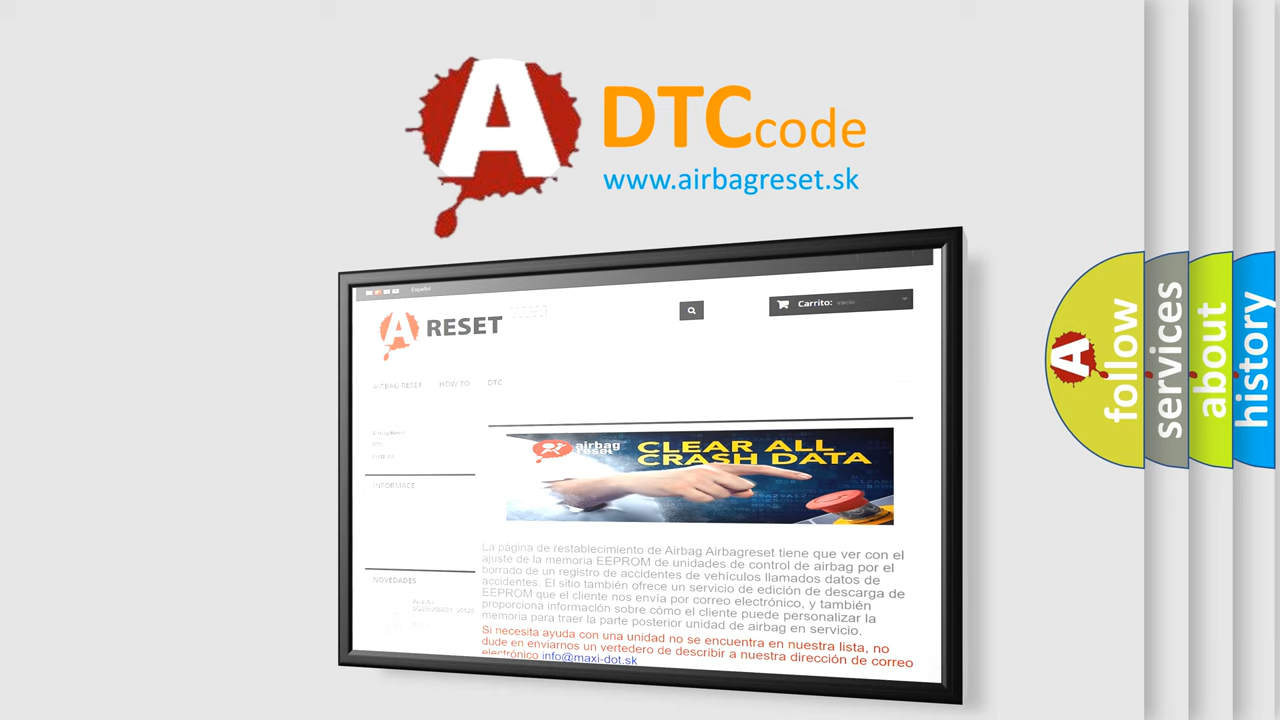 A
DTCcode
www.airbagreset.sk
Español
A RESET
Carrito: vacío
AIRBAG RESET HOW TO DTC
INFORMACE
NOVEDADES
airbag
reset
CLEAR ALL
CRASH DATA
La página de restablecimiento de Airbag Airbagreset tiene que ver con el
ajuste de la memoria EEPROM de unidades de control de airbag por el
borrado de un registro de accidentes de vehículos llamados datos de
accidentes. El sitio también ofrece un servicio de edición de descarga de
EEPROM que el cliente nos envía por correo electrónico, y también
proporciona información sobre cómo el cliente puede personalizar la
memoria para traer la parte posterior unidad de airbag en servicio.
Si necesita ayuda con una unidad no se encuentra en nuestra lista, no
dude en enviarnos un vertedero de describir a nuestra dirección de correo
electrónico info@maxi-dot.sk
A
follow
services
about
history